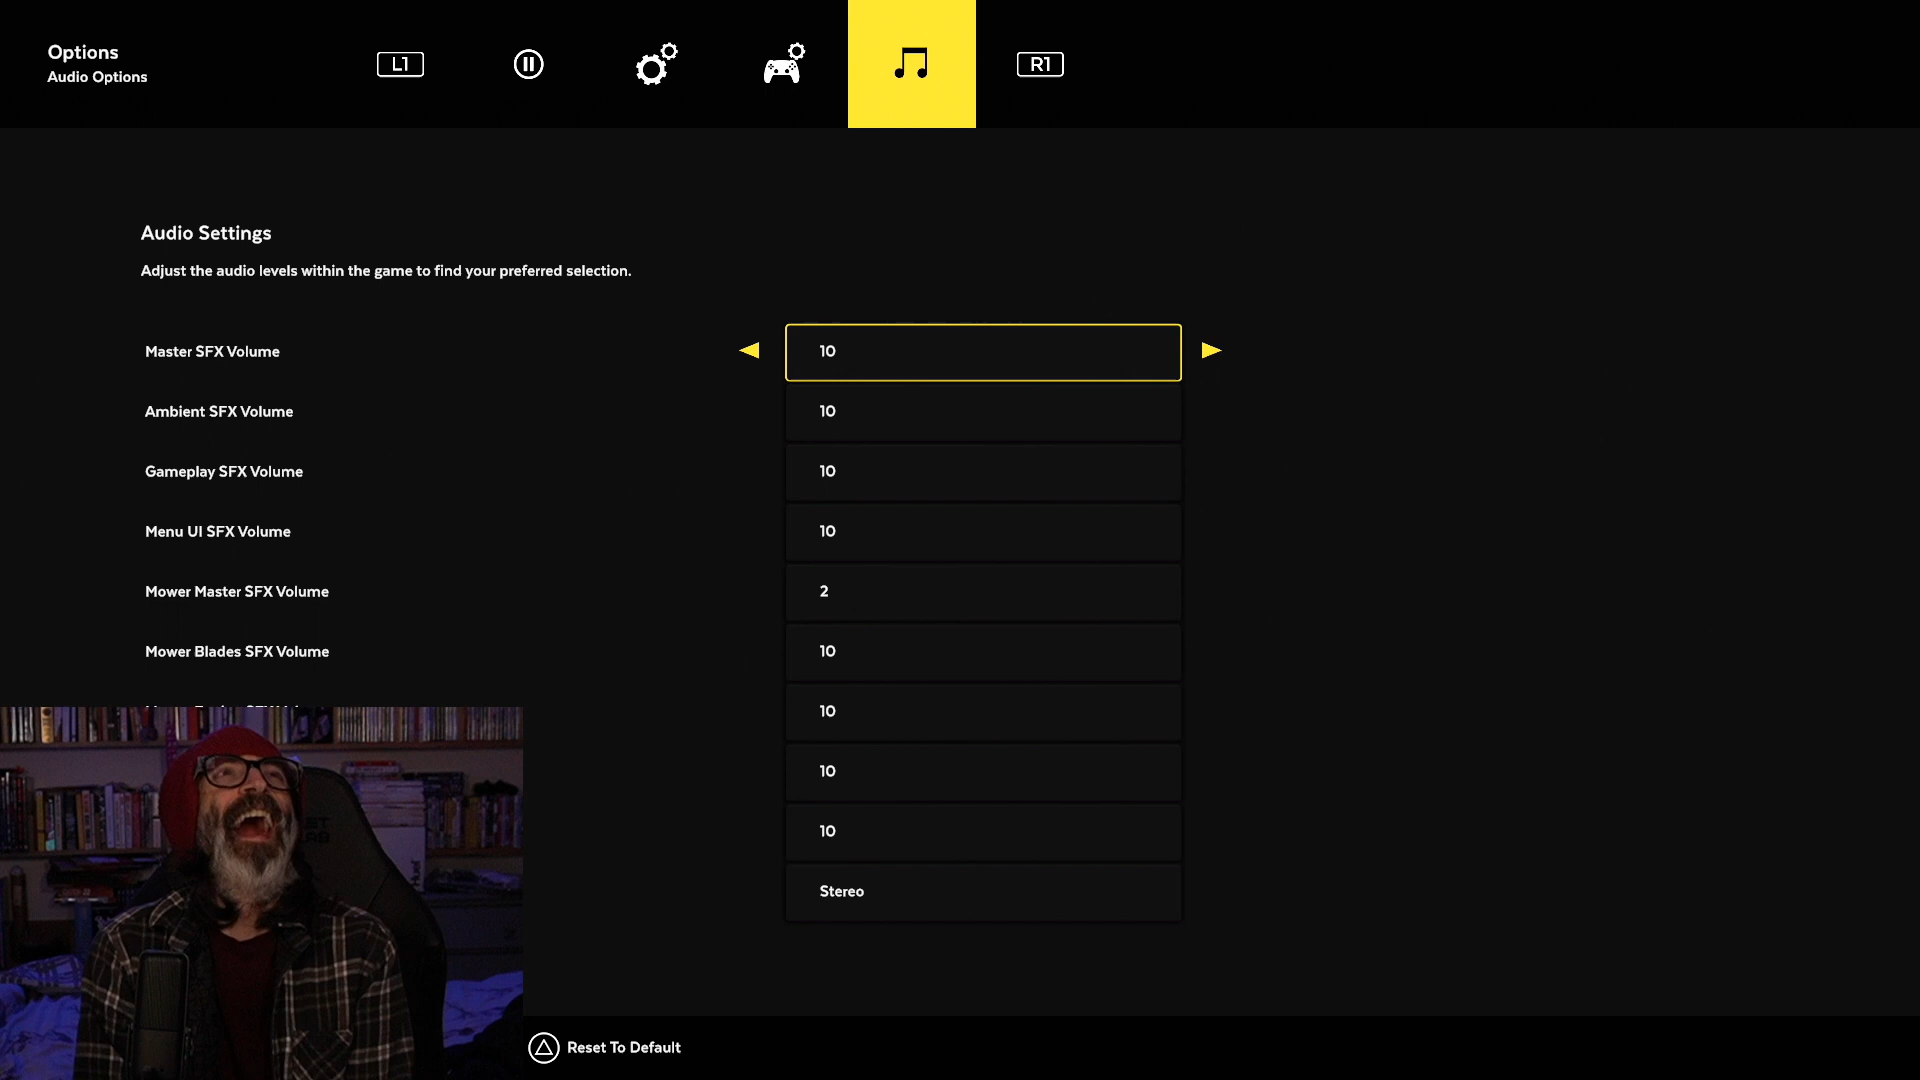 Options
Audio Options
L1
R1
Audio Settings
Adjust the audio levels within the game to find your preferred selection.
Master SFX Volume
10
Ambient SFX Volume
10
Gameplay SFX Volume
10
Menu UI SFX Volume
10
Mower Master SFX Volume
2
Mower Blades SFX Volume
10
10
10
10
Stereo
Reset To Default